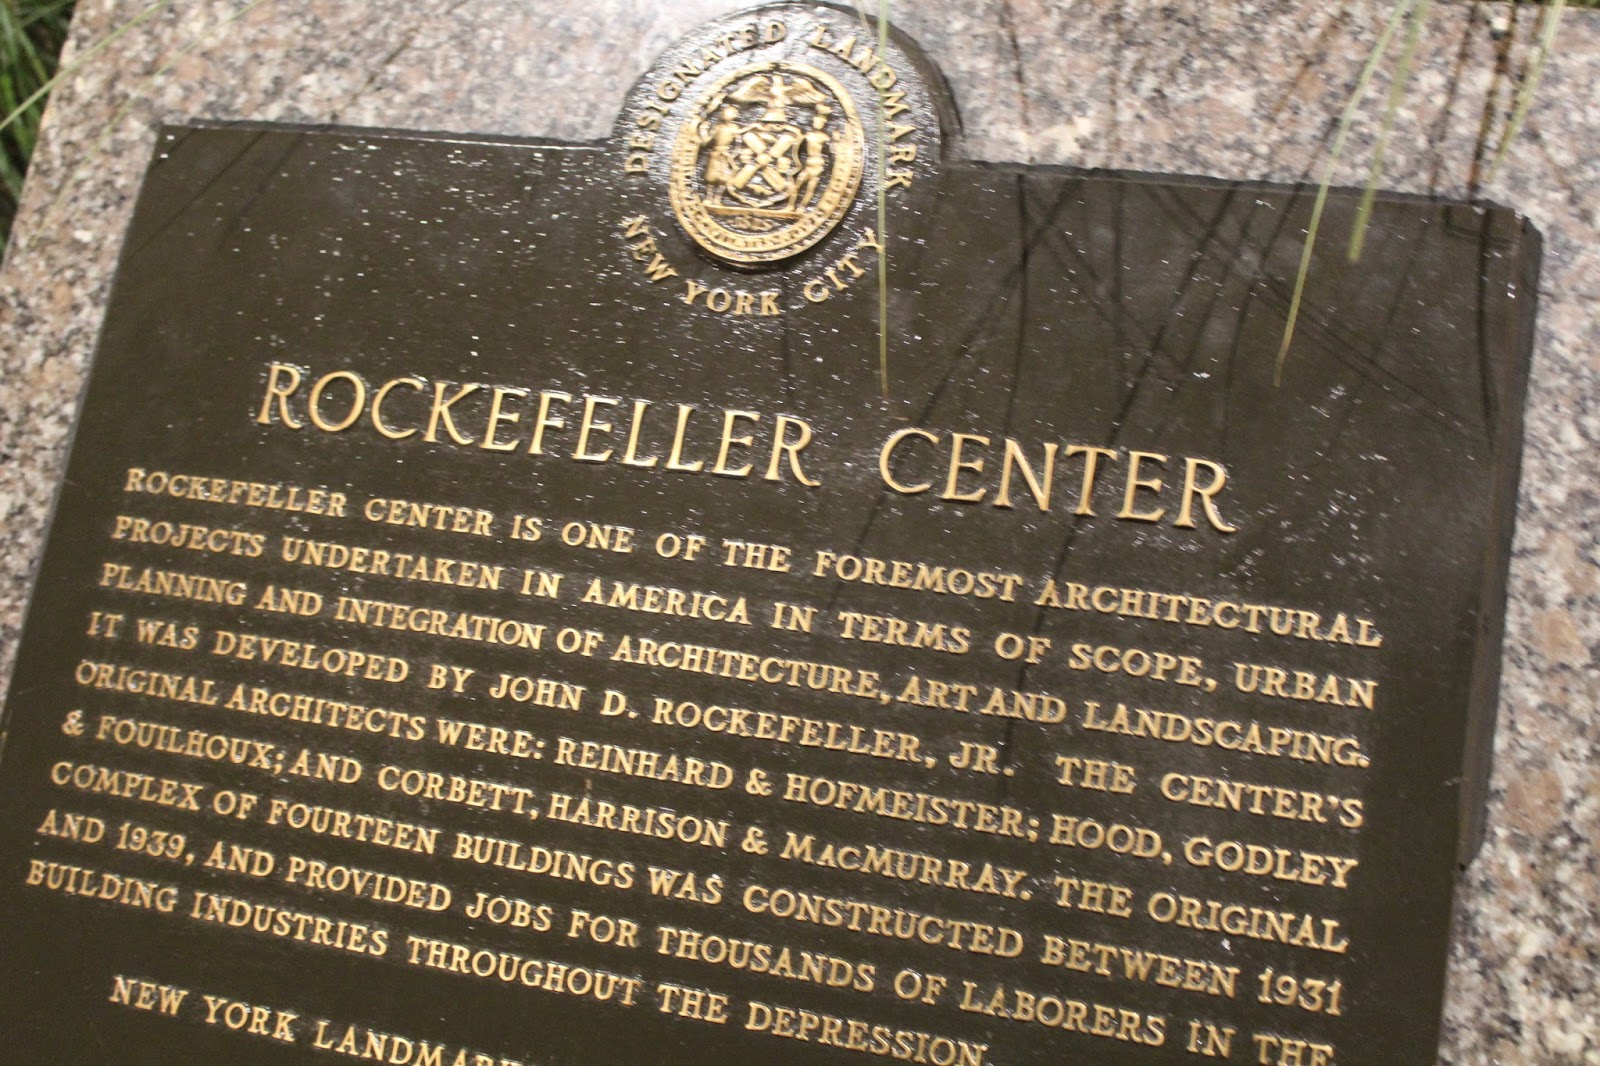 DESIGNATED LANDMARK
NEW YORK CITY
ROCKEFELLER CENTER
ROCKEFELLER CENTER IS ONE OF THE FOREMOST ARCHITECTURAL
PROJECTS UNDERTAKEN IN AMERICA IN TERMS OF SCOPE, URBAN
PLANNING AND INTEGRATION OF ARCHITECTURE, ART AND LANDSCAPING.
IT WAS DEVELOPED BY JOHN D. ROCKEFELLER, JR. THE CENTER'S
ORIGINAL ARCHITECTS WERE: REINHARD & HOFMEISTER; HOOD, GODLEY
& FOUILHOUX; AND CORBETT, HARRISON & MACMURRAY. THE ORIGINAL
COMPLEX OF FOURTEEN BUILDINGS WAS CONSTRUCTED BETWEEN 1931
AND 1939, AND PROVIDED JOBS FOR THOUSANDS OF LABORERS IN THE
BUILDING INDUSTRIES THROUGHOUT THE DEPRESSION.
NEW YORK